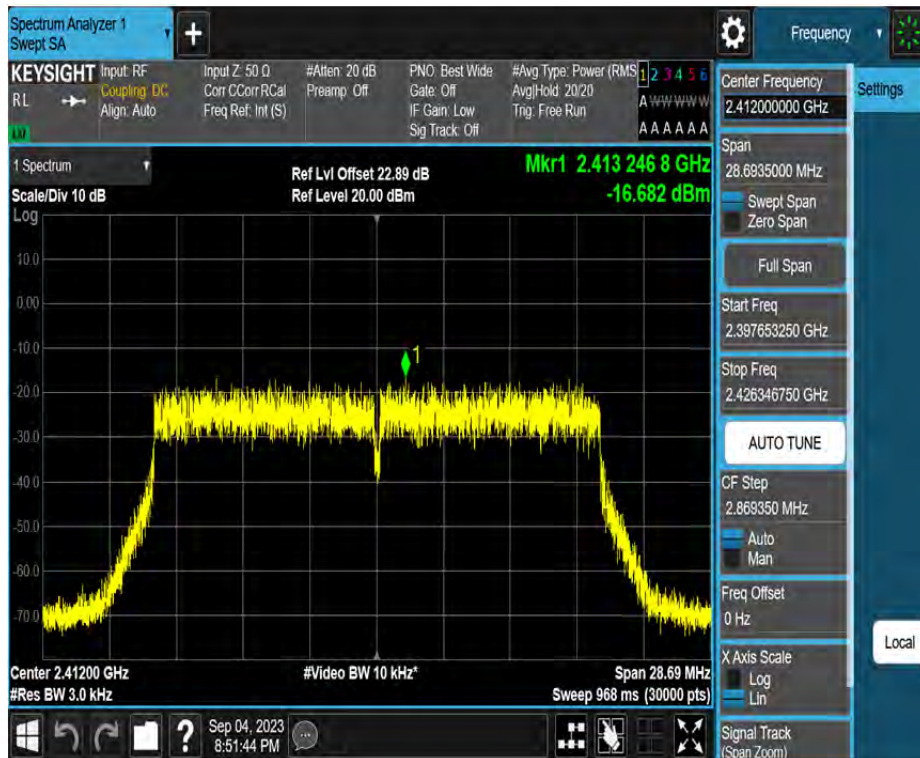 Spectrum Analyzer 1
Swept SA
+
Frequency
KEYSIGHT
RL
Input: RF
Coupling: DC
Align: Auto
Input Z: 50 Ω
Corr CCorr RCal
Freq Ref: Int (S)
#Atten: 20 dB
Preamp: Off
PNO: Best Wide
Gate: Off
IF Gain: Low
Sig Track: Off
#Avg Type: Power (RMS
Avg|Hold: 20/20
Trig: Free Run
1 2 3 4 5 6
A W W W W W
A A A A A A
1 Spectrum
Scale/Div 10 dB
Log
Ref Lvl Offset 22.89 dB
Ref Level 20.00 dBm
Mkr1 2.413 246 8 GHz
-16.682 dBm
10.0
0.00
-10.0
-20.0
-30.0
-40.0
-50.0
-60.0
-70.0
1
Center 2.41200 GHz
#Res BW 3.0 kHz
#Video BW 10 kHz*
Span 28.69 MHz
Sweep 968 ms (30000 pts)
?
Sep 04, 2023
8:51:44 PM
Center Frequency
2.412000000 GHz
Span
28.6935000 MHz
Swept Span
Zero Span
Full Span
Start Freq
2.397653250 GHz
Stop Freq
2.426346750 GHz
AUTO TUNE
CF Step
2.869350 MHz
Auto
Man
Freq Offset
0 Hz
X Axis Scale
Log
Lin
Signal Track
(Span Zoom)
Settings
Local